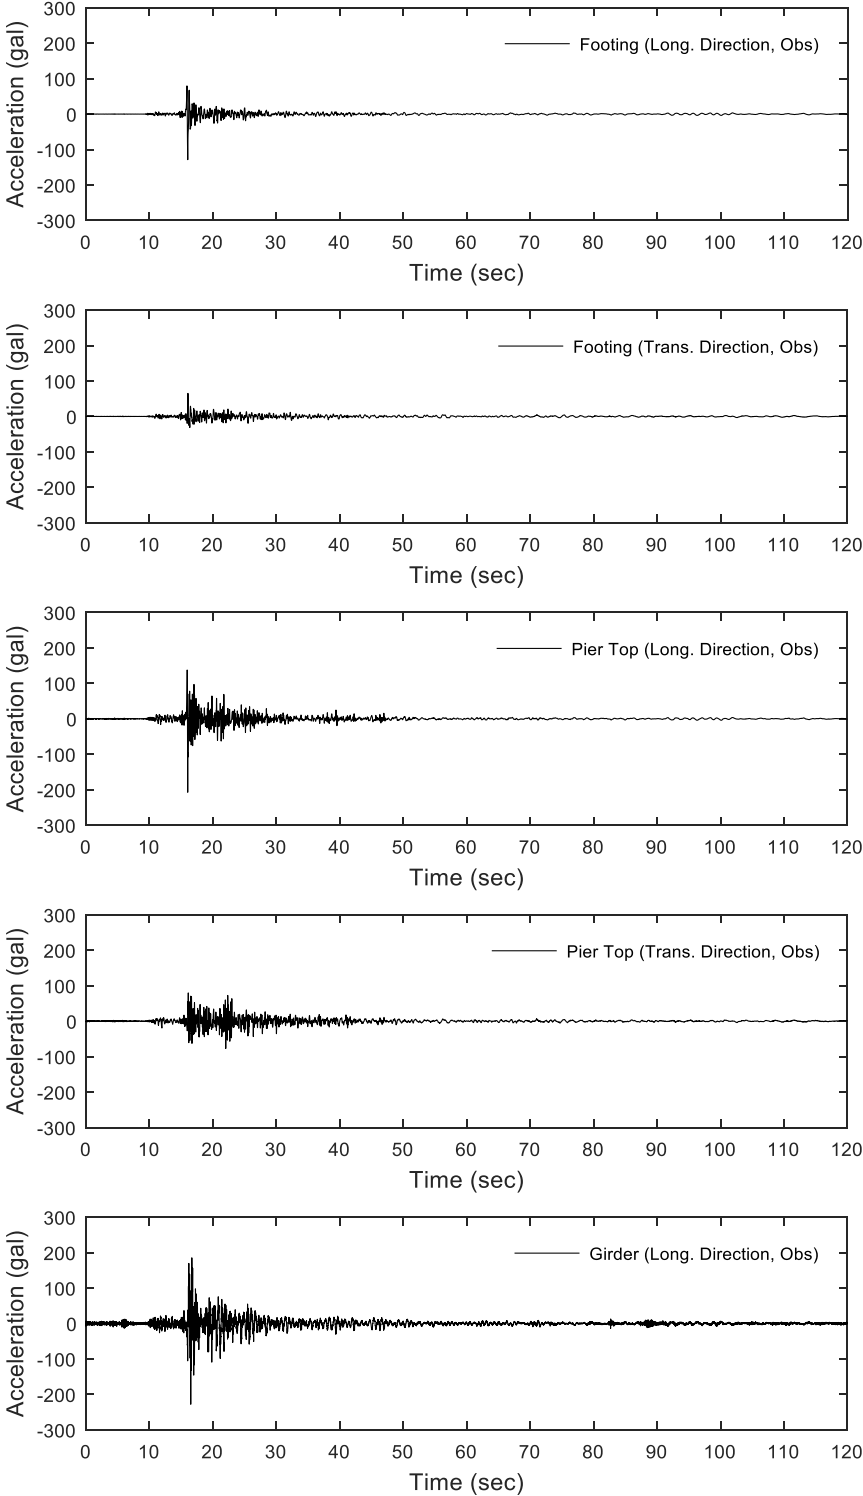 300
200
100
0
-100
-200
-300
Acceleration (gal)
Footing (Long. Direction, Obs)
0 10 20 30 40 50 60 70 80 90 100 110 120
Time (sec)
300
200
100
0
-100
-200
-300
Acceleration (gal)
Footing (Trans. Direction, Obs)
0 10 20 30 40 50 60 70 80 90 100 110 120
Time (sec)
300
200
100
0
-100
-200
-300
Acceleration (gal)
Pier Top (Long. Direction, Obs)
0 10 20 30 40 50 60 70 80 90 100 110 120
Time (sec)
300
200
100
0
-100
-200
-300
Acceleration (gal)
Pier Top (Trans. Direction, Obs)
0 10 20 30 40 50 60 70 80 90 100 110 120
Time (sec)
300
200
100
0
-100
-200
-300
Acceleration (gal)
Girder (Long. Direction, Obs)
0 10 20 30 40 50 60 70 80 90 100 110 120
Time (sec)